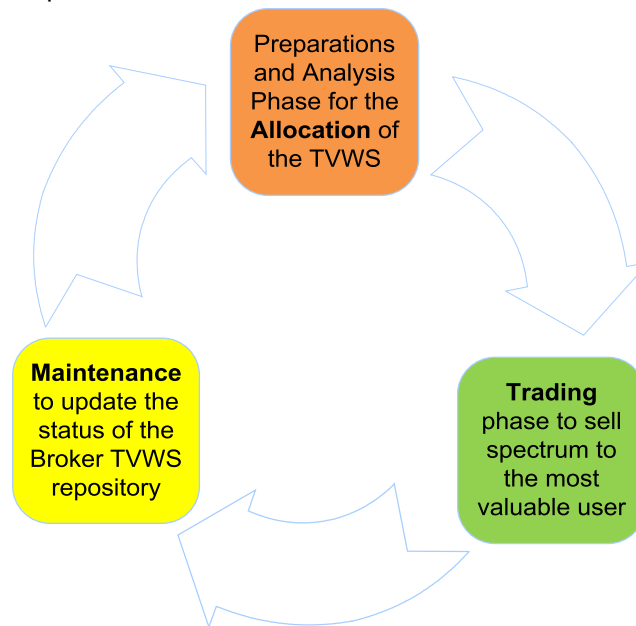 Preparations
and Analysis
Phase for the
Allocation of
the TVWS
Trading
phase to sell
spectrum to
the most
valuable user
Maintenance
to update the
status of the
Broker TVWS
repository